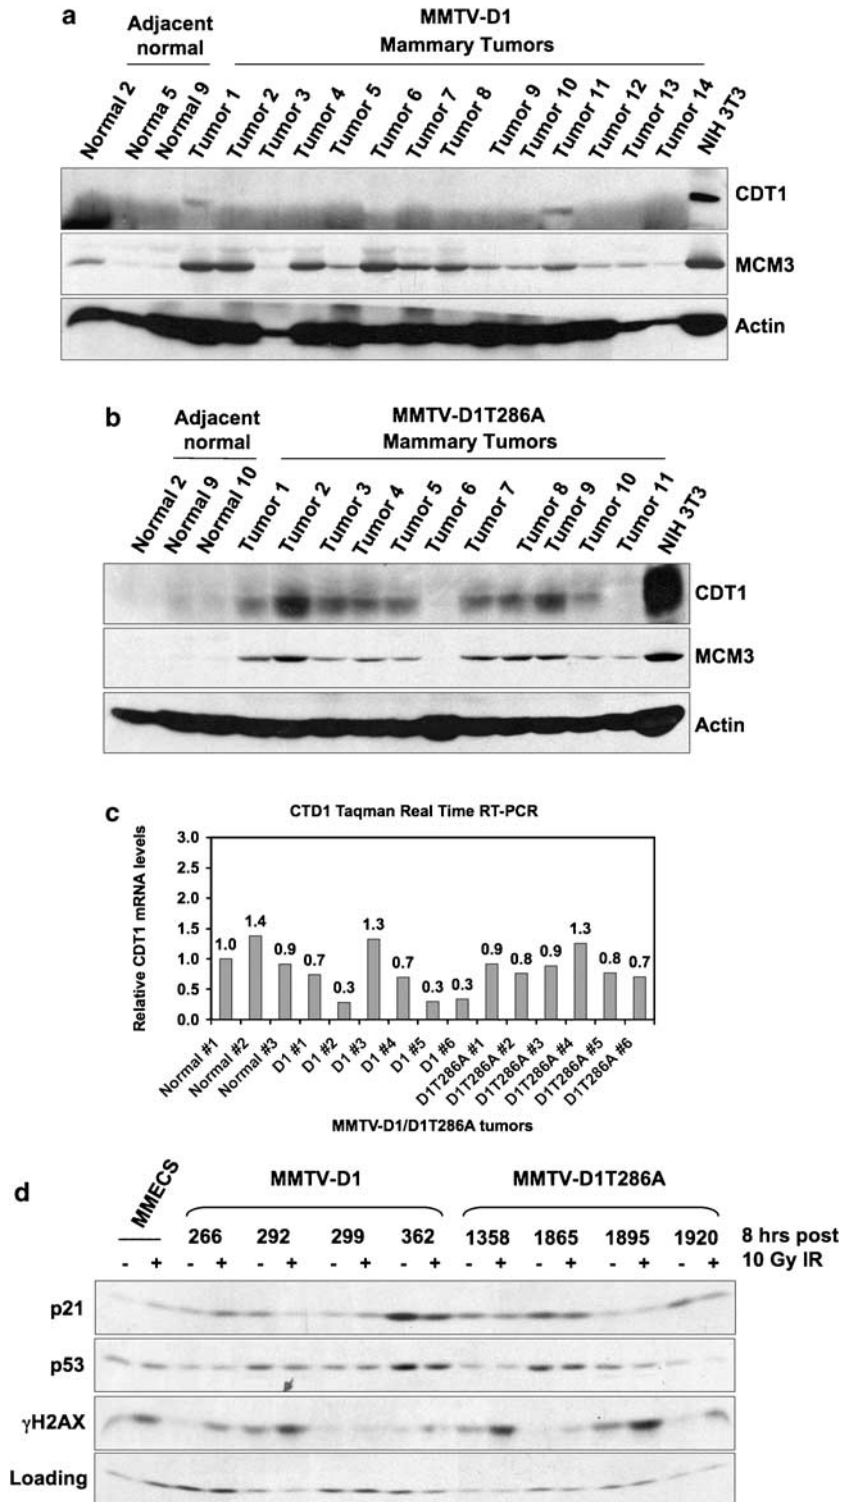 a
Adjacent normal
MMTV-D1
Mammary Tumors
Normal 2
Norma 5
Normal 9
Tumor 1
Tumor 2
Tumor 3
Tumor 4
Tumor 5
Tumor 6
Tumor 7
Tumor 8
Tumor 9
Tumor 10
Tumor 11
Tumor 12
Tumor 13
Tumor 14
NIH 3T3
CDT1
MCM3
Actin
b
Adjacent normal
MMTV-D1T286A
Mammary Tumors
Normal 2
Normal 9
Normal 10
Tumor 1
Tumor 2
Tumor 3
Tumor 4
Tumor 5
Tumor 6
Tumor 7
Tumor 8
Tumor 9
Tumor 10
Tumor 11
NIH 3T3
CDT1
MCM3
Actin
c
CTD1 Taqman Real Time RT-PCR
Relative CDT1 mRNA levels
3.0
2.5
2.0
1.5
1.0
0.5
0.0
1.0 1.4 0.9 0.7 0.3 1.3 0.7 0.3 0.3 0.9 0.8 0.9 1.3 0.8 0.7
Normal #1
Normal #2
Normal #3
D1 #1
D1 #2
D1 #3
D1 #4
D1 #5
D1 #6
D1T286A #1
D1T286A #2
D1T286A #3
D1T286A #4
D1T286A #5
D1T286A #6
MMTV-D1/D1T286A tumors
d
MMECS
MMTV-D1
MMTV-D1T286A
266 292 299 362 1358 1865 1895 1920 8 hrs post
- + - + - + - + - + - + - + - + - + 10 Gy IR
p21
p53
γH2AX
Loading